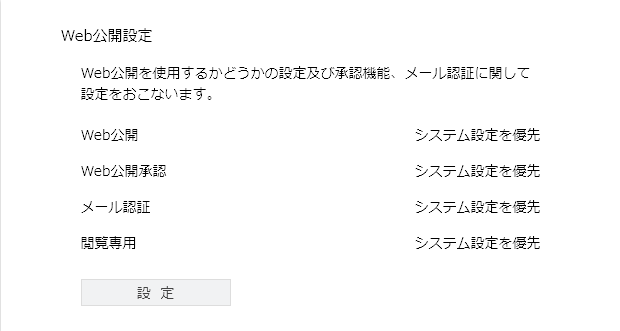 Web公開設定
Web公開を使用するかどうかの設定及び承認機能、メール認証に関して
設定をおこないます。
Web公開 システム設定を優先
Web公開承認 システム設定を優先
メール認証 システム設定を優先
閲覧専用 システム設定を優先
設 定